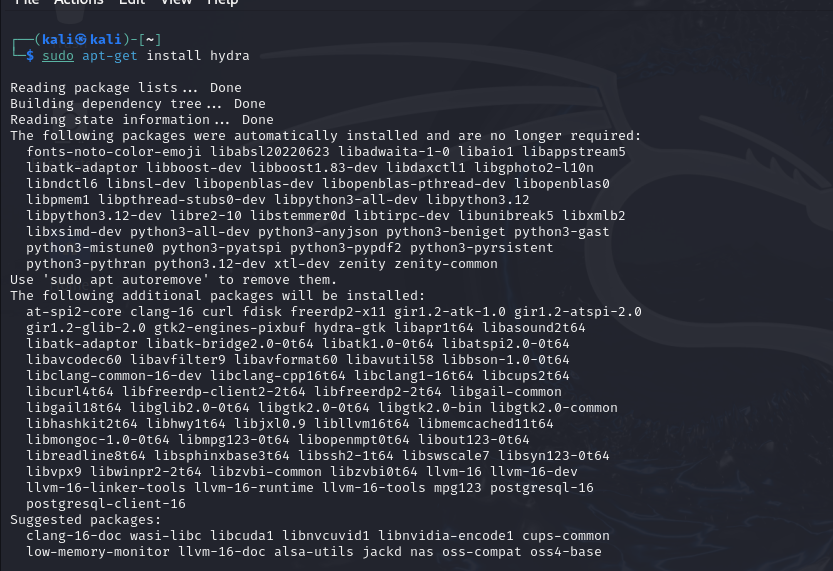 File Actions Edit View Help
┌──(kali㉿kali)-[~]
└─$ sudo apt-get install hydra
Reading package lists... Done
Building dependency tree... Done
Reading state information... Done
The following packages were automatically installed and are no longer required:
fonts-noto-color-emoji libabsl20220623 libadwaita-1-0 libaio1 libappstream5
libatk-adaptor libboost-dev libboost1.83-dev libdaxctl1 libgphoto2-l10n
libndctl6 libnsl-dev libopenblas-dev libopenblas-pthread-dev libopenblas0
libpmem1 libpthread-stubs0-dev libpython3-all-dev libpython3.12
libpython3.12-dev libre2-10 libstemmer0d libtirpc-dev libunibreak5 libxmlb2
libxsimd-dev python3-all-dev python3-anyjson python3-beniget python3-gast
python3-mistune0 python3-pyatspi python3-pypdf2 python3-pyrsistent
python3-pythran python3.12-dev xtl-dev zenity zenity-common
Use 'sudo apt autoremove' to remove them.
The following additional packages will be installed:
at-spi2-core clang-16 curl fdisk freerdp2-x11 gir1.2-atk-1.0 gir1.2-atspi-2.0
gir1.2-glib-2.0 gtk2-engines-pixbuf hydra-gtk libapr1t64 libasound2t64
libatk-adaptor libatk-bridge2.0-0t64 libatk1.0-0t64 libatspi2.0-0t64
libavcodec60 libavfilter9 libavformat60 libavutil58 libbson-1.0-0t64
libclang-common-16-dev libclang-cpp16t64 libclang1-16t64 libcups2t64
libcurl4t64 libfreerdp-client2-2t64 libfreerdp2-2t64 libgail-common
libgail18t64 libglib2.0-0t64 libgtk2.0-0t64 libgtk2.0-bin libgtk2.0-common
libhashkit2t64 libhwy1t64 libjxl0.9 libllvm16t64 libmemcached11t64
libmongoc-1.0-0t64 libmpg123-0t64 libopenmpt0t64 libout123-0t64
libreadline8t64 libsphinxbase3t64 libssh2-1t64 libswscale7 libsyn123-0t64
libvpx9 libwinpr2-2t64 libzvbi-common libzvbi0t64 llvm-16 llvm-16-dev
llvm-16-linker-tools llvm-16-runtime llvm-16-tools mpg123 postgresql-16
postgresql-client-16
Suggested packages:
clang-16-doc wasi-libc libcuda1 libnvcuvid1 libnvidia-encode1 cups-common
low-memory-monitor llvm-16-doc alsa-utils jackd nas oss-compat oss4-base